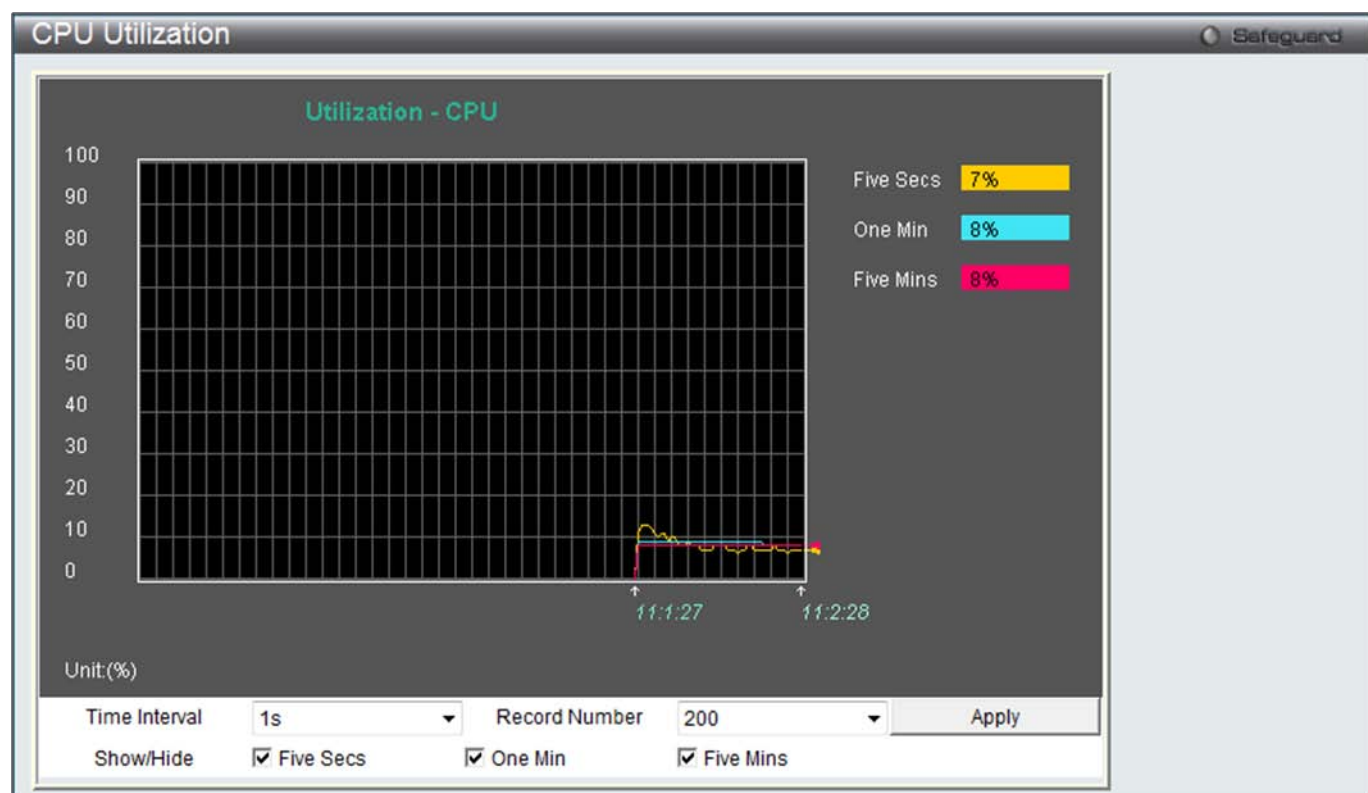 CPU Utilization
Safeguard
Utilization - CPU
100
90
80
70
60
50
40
30
20
10
0
Five Secs 7%
One Min 8%
Five Mins 8%
11:1:27 11:2:28
Unit:(%)
Time Interval 1s Record Number 200 Apply
Show/Hide Five Secs One Min Five Mins